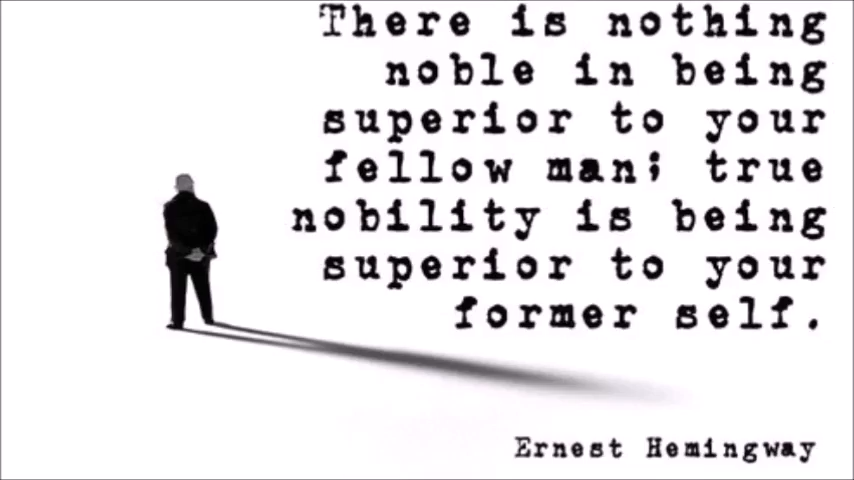 There is nothing
noble in being
superior to your
fellow man; true
nobility is being
superior to your
former self.
Ernest Hemingway